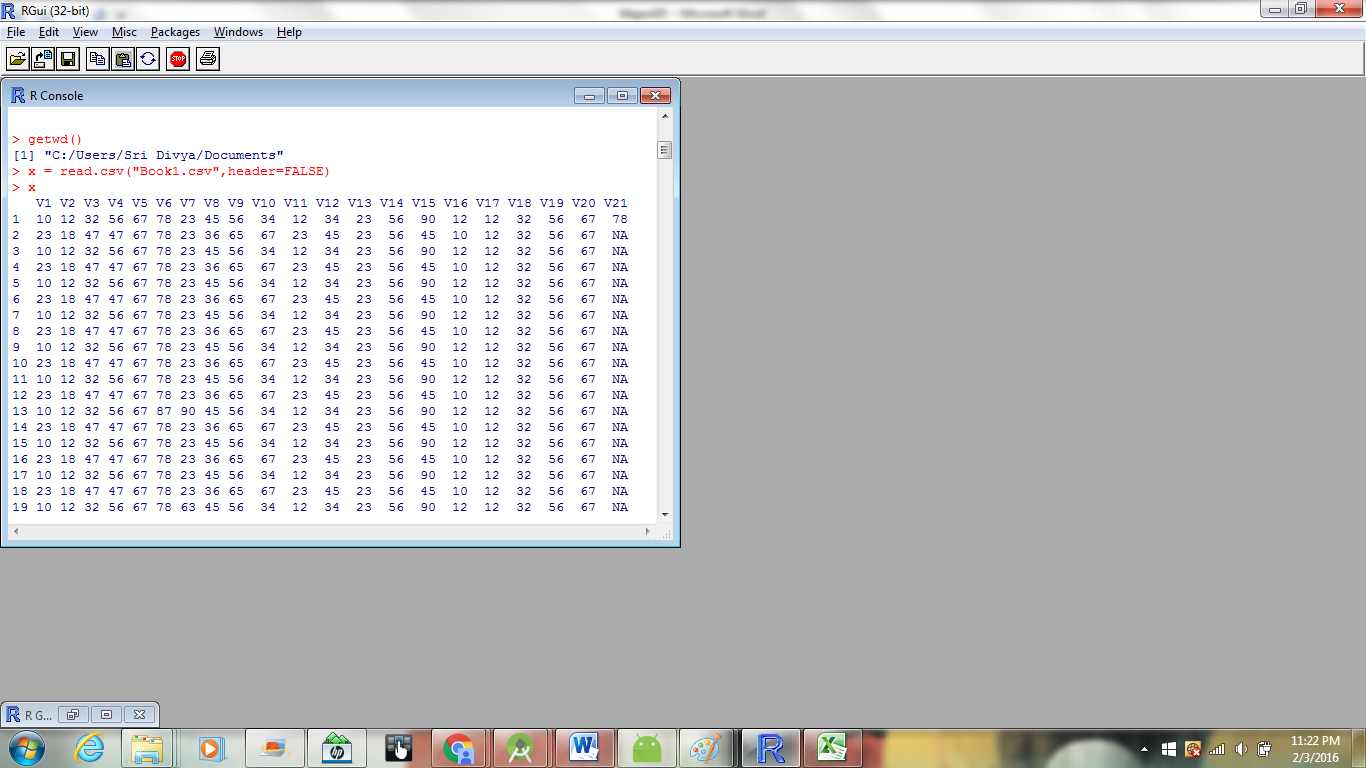 RGui (32-bit)
File Edit View Misc Packages Windows Help
STOP
R Console
> getwd()
[1] "C:/Users/Sri Divya/Documents"
> x = read.csv("Book1.csv",header=FALSE)
> x
V1 V2 V3 V4 V5 V6 V7 V8 V9 V10 V11 V12 V13 V14 V15 V16 V17 V18 V19 V20 V21
1 10 12 32 56 67 78 23 45 56 34 12 34 23 56 90 12 12 32 56 67 78
2 23 18 47 47 67 78 23 36 65 67 23 45 23 56 45 10 12 32 56 67 NA
3 10 12 32 56 67 78 23 45 56 34 12 34 23 56 90 12 12 32 56 67 NA
4 23 18 47 47 67 78 23 36 65 67 23 45 23 56 45 10 12 32 56 67 NA
5 10 12 32 56 67 78 23 45 56 34 12 34 23 56 90 12 12 32 56 67 NA
6 23 18 47 47 67 78 23 36 65 67 23 45 23 56 45 10 12 32 56 67 NA
7 10 12 32 56 67 78 23 45 56 34 12 34 23 56 90 12 12 32 56 67 NA
8 23 18 47 47 67 78 23 36 65 67 23 45 23 56 45 10 12 32 56 67 NA
9 10 12 32 56 67 78 23 45 56 34 12 34 23 56 90 12 12 32 56 67 NA
10 23 18 47 47 67 78 23 36 65 67 23 45 23 56 45 10 12 32 56 67 NA
11 10 12 32 56 67 78 23 45 56 34 12 34 23 56 90 12 12 32 56 67 NA
12 23 18 47 47 67 78 23 36 65 67 23 45 23 56 45 10 12 32 56 67 NA
13 10 12 32 56 67 87 90 45 56 34 12 34 23 56 90 12 12 32 56 67 NA
14 23 18 47 47 67 78 23 36 65 67 23 45 23 56 45 10 12 32 56 67 NA
15 10 12 32 56 67 78 23 45 56 34 12 34 23 56 90 12 12 32 56 67 NA
16 23 18 47 47 67 78 23 36 65 67 23 45 23 56 45 10 12 32 56 67 NA
17 10 12 32 56 67 78 23 45 56 34 12 34 23 56 90 12 12 32 56 67 NA
18 23 18 47 47 67 78 23 36 65 67 23 45 23 56 45 10 12 32 56 67 NA
19 10 12 32 56 67 78 63 45 56 34 12 34 23 56 90 12 12 32 56 67 NA
R G...
11:22 PM
2/3/2016